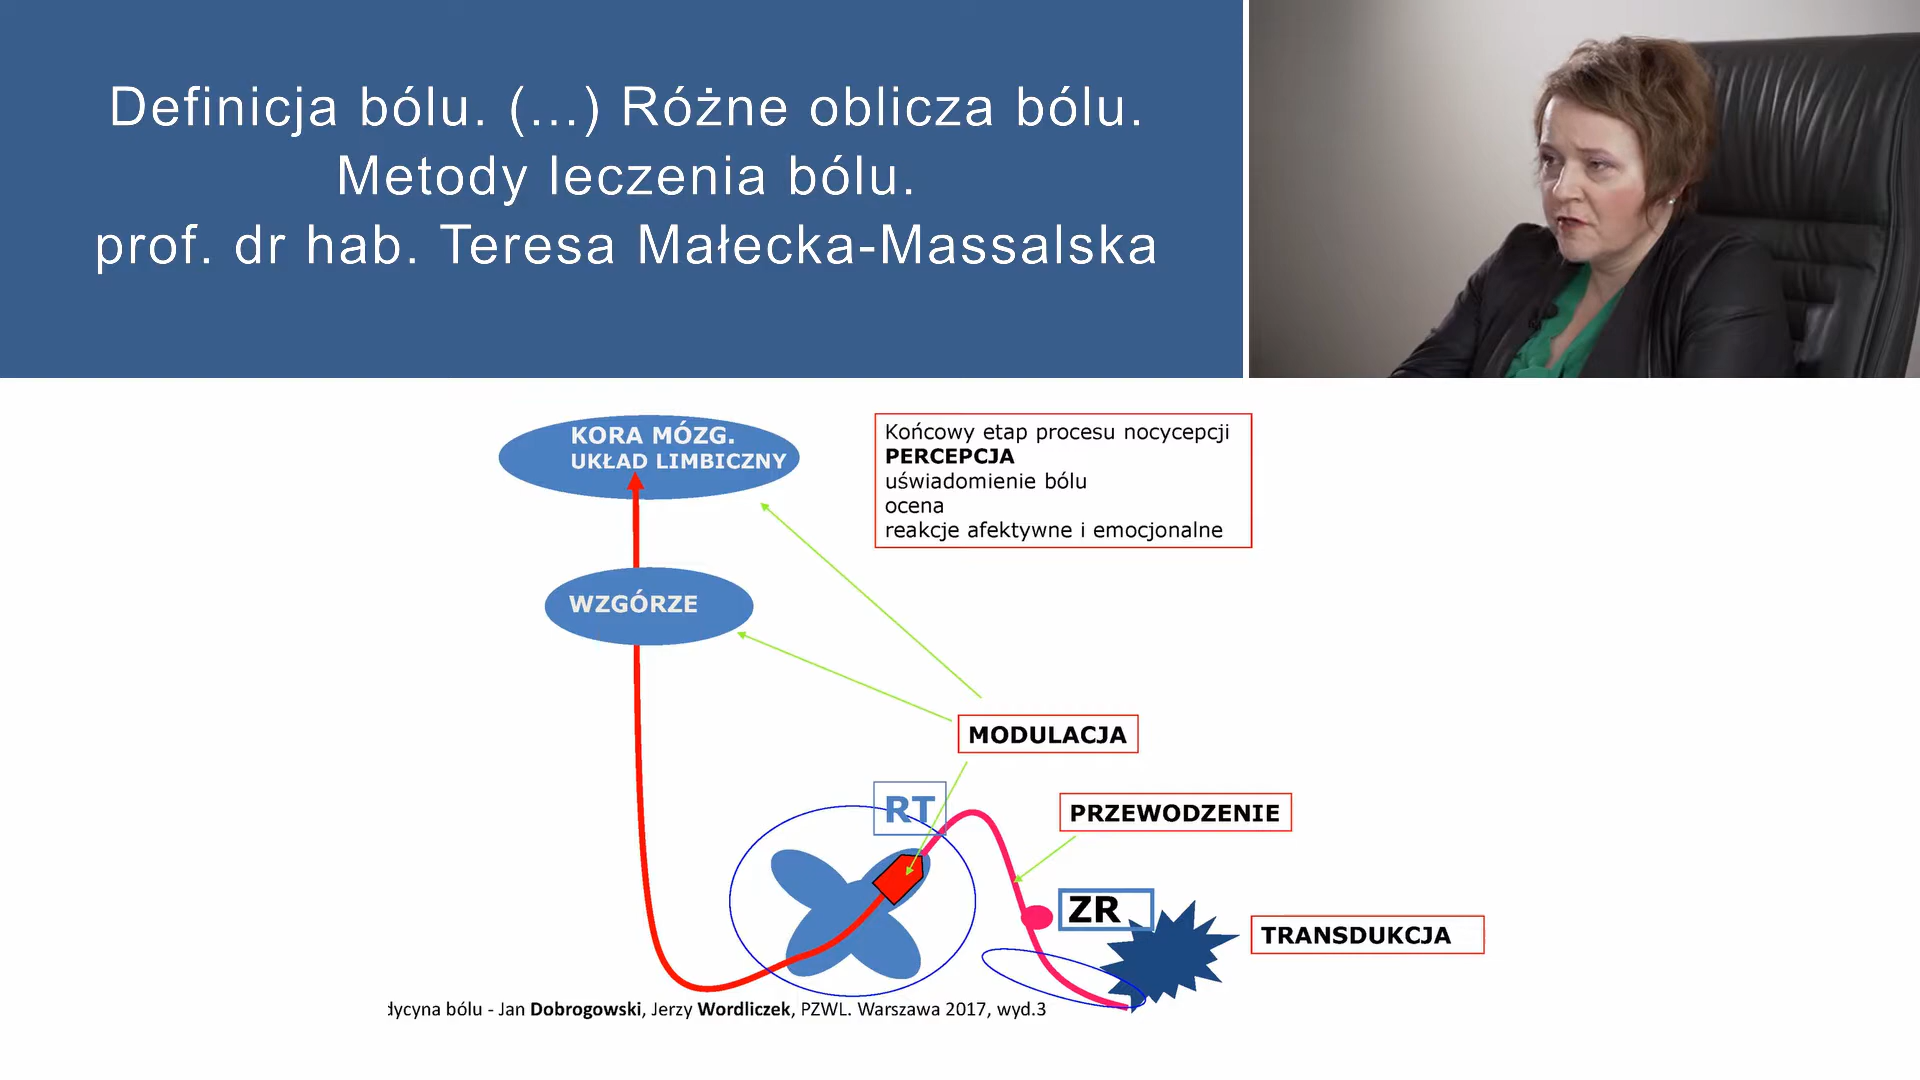 Definicja bólu. (...) Różne oblicza bólu.
Metody leczenia bólu.
prof. dr hab. Teresa Małecka-Massalska
KORA MÓZG.
UKŁAD LIMBICZNY
Końcowy etap procesu nocycepcji
PERCEPCJA
uświadomienie bólu
ocena
reakcje afektywne i emocjonalne
WZGÓRZE
MODULACJA
RT
PRZEWODZENIE
ZR
TRANSDUKCJA
dycyna bólu - Jan Dobrogowski, Jerzy Wordliczek, PZWL. Warszawa 2017, wyd.3